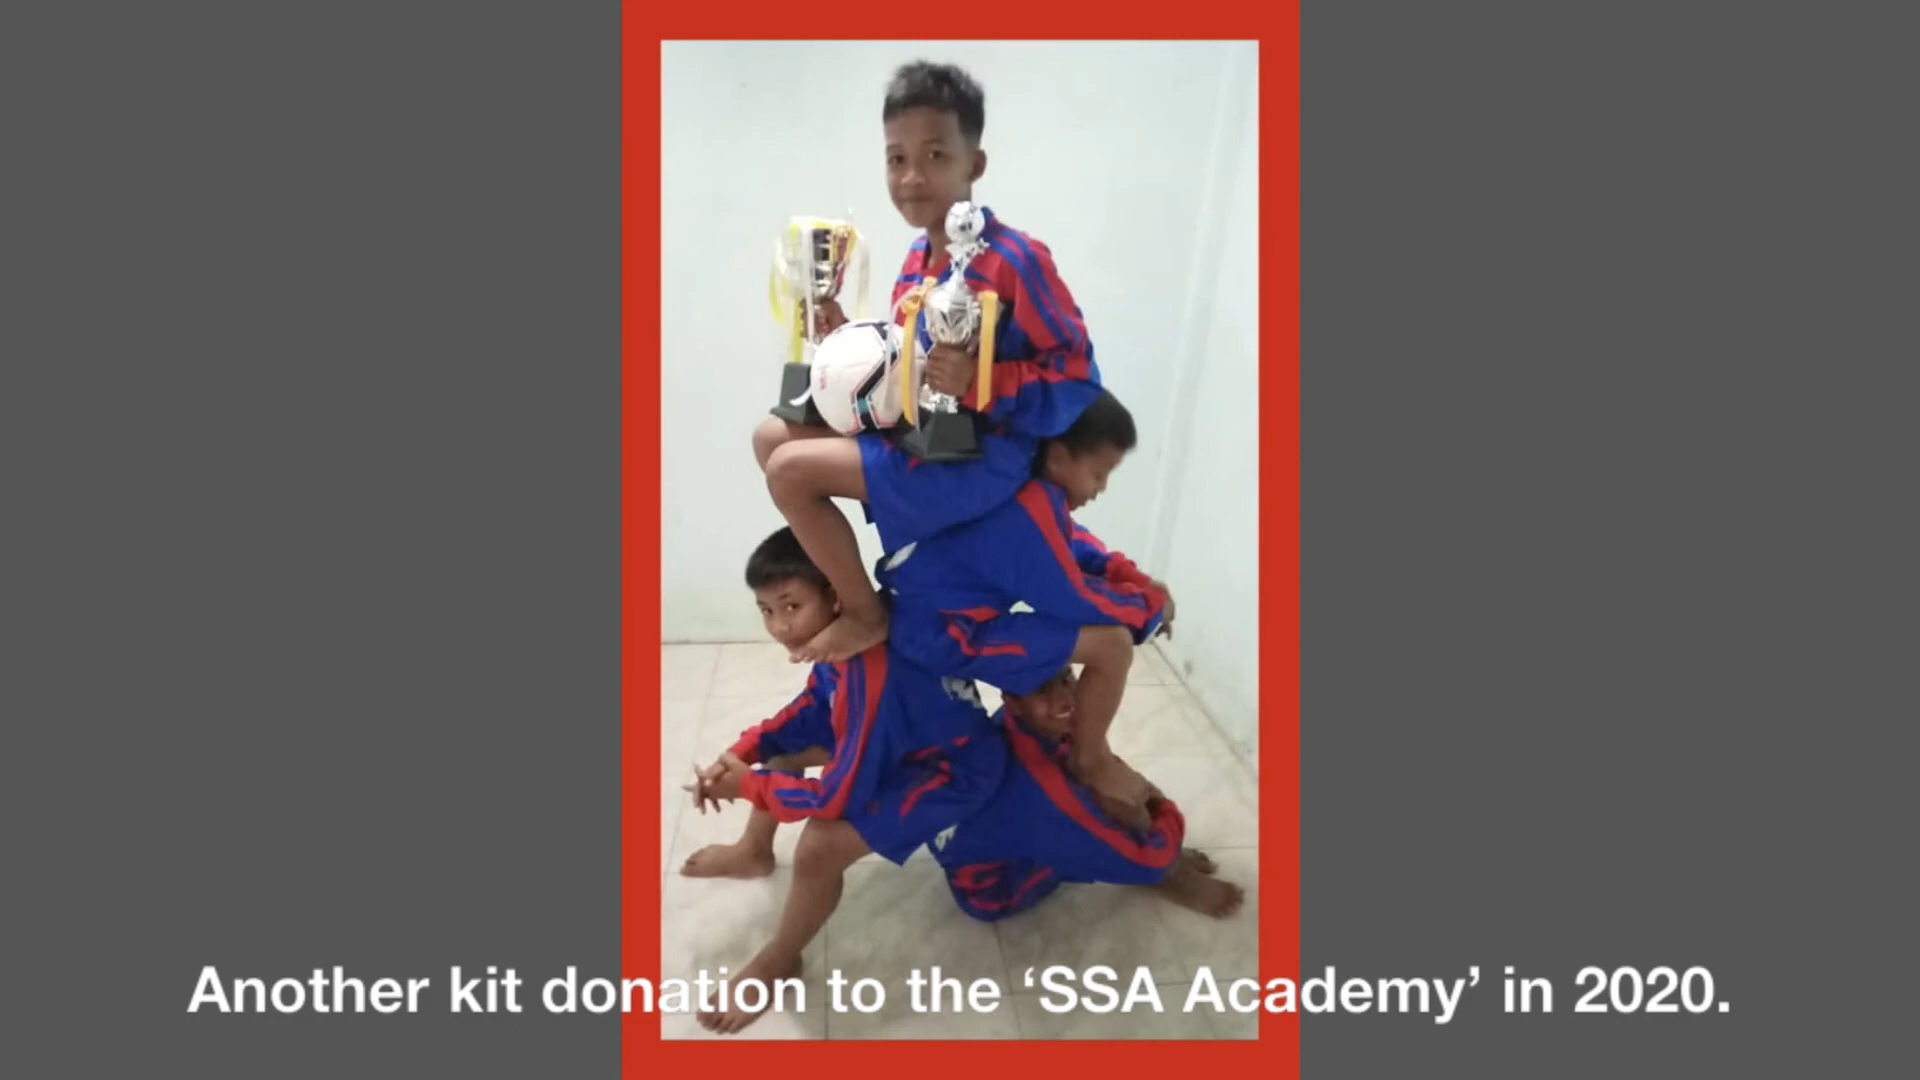 Another kit donation to the ‘SSA Academy’ in 2020.